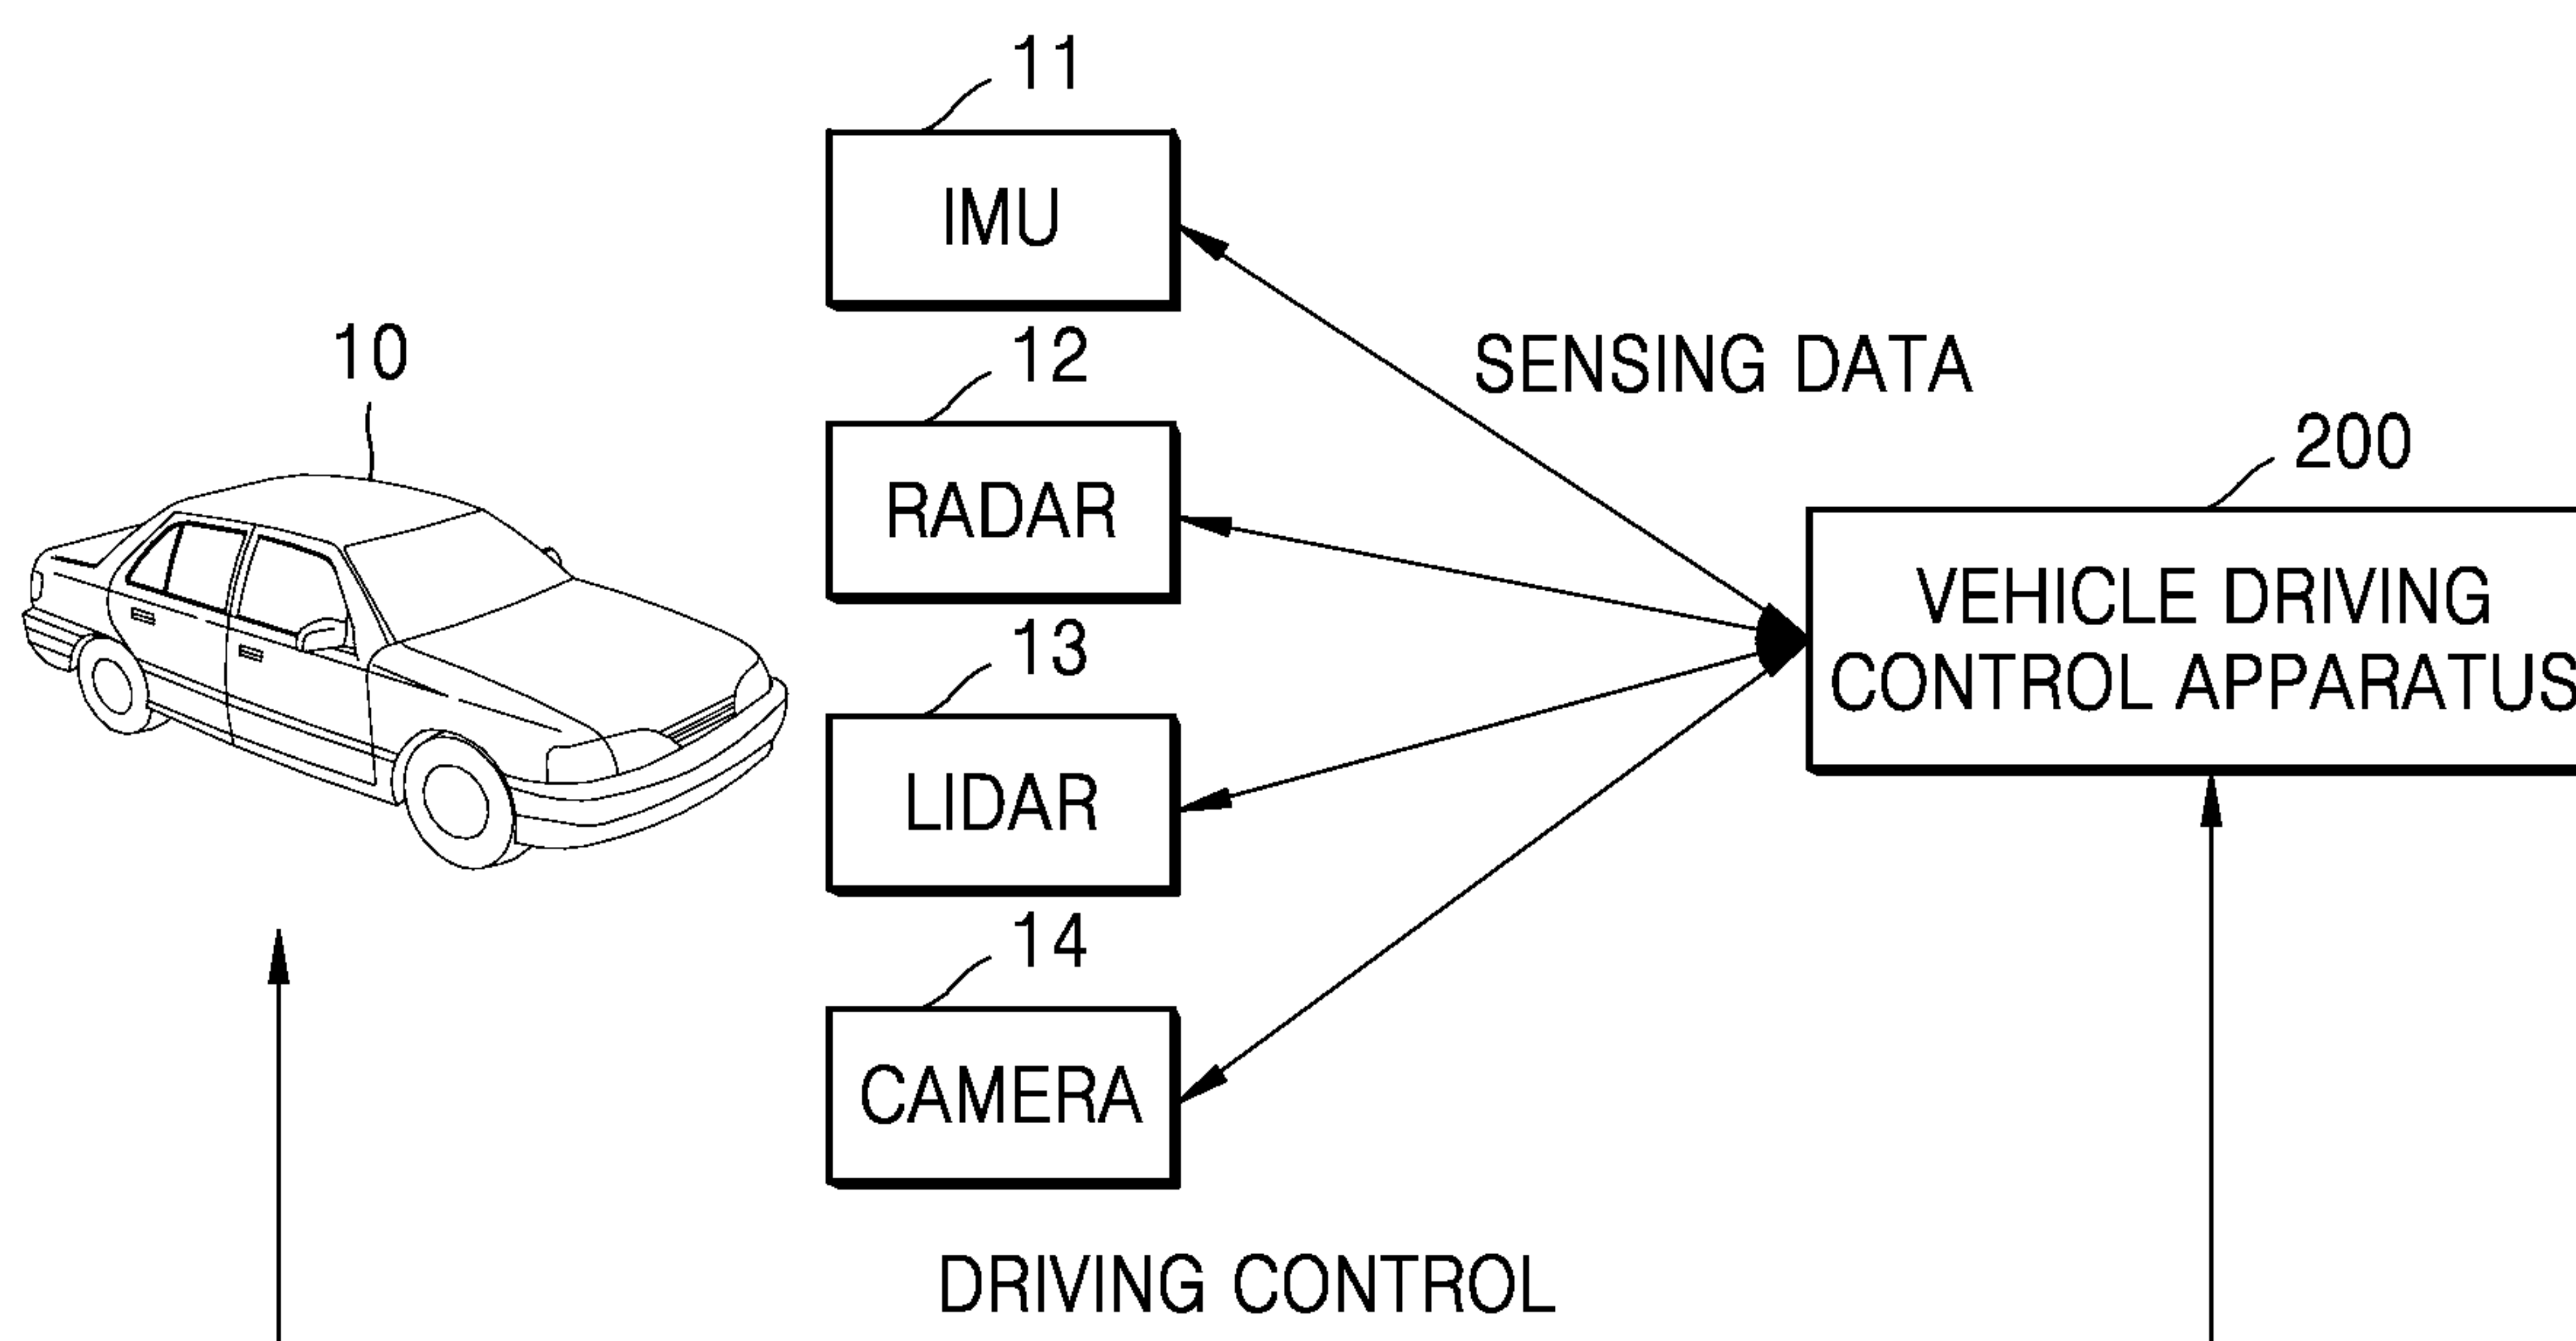 11
IMU
10
12
SENSING DATA
RADAR
200
13
VEHICLE DRIVING
CONTROL APPARATUS
LIDAR
14
CAMERA
DRIVING CONTROL